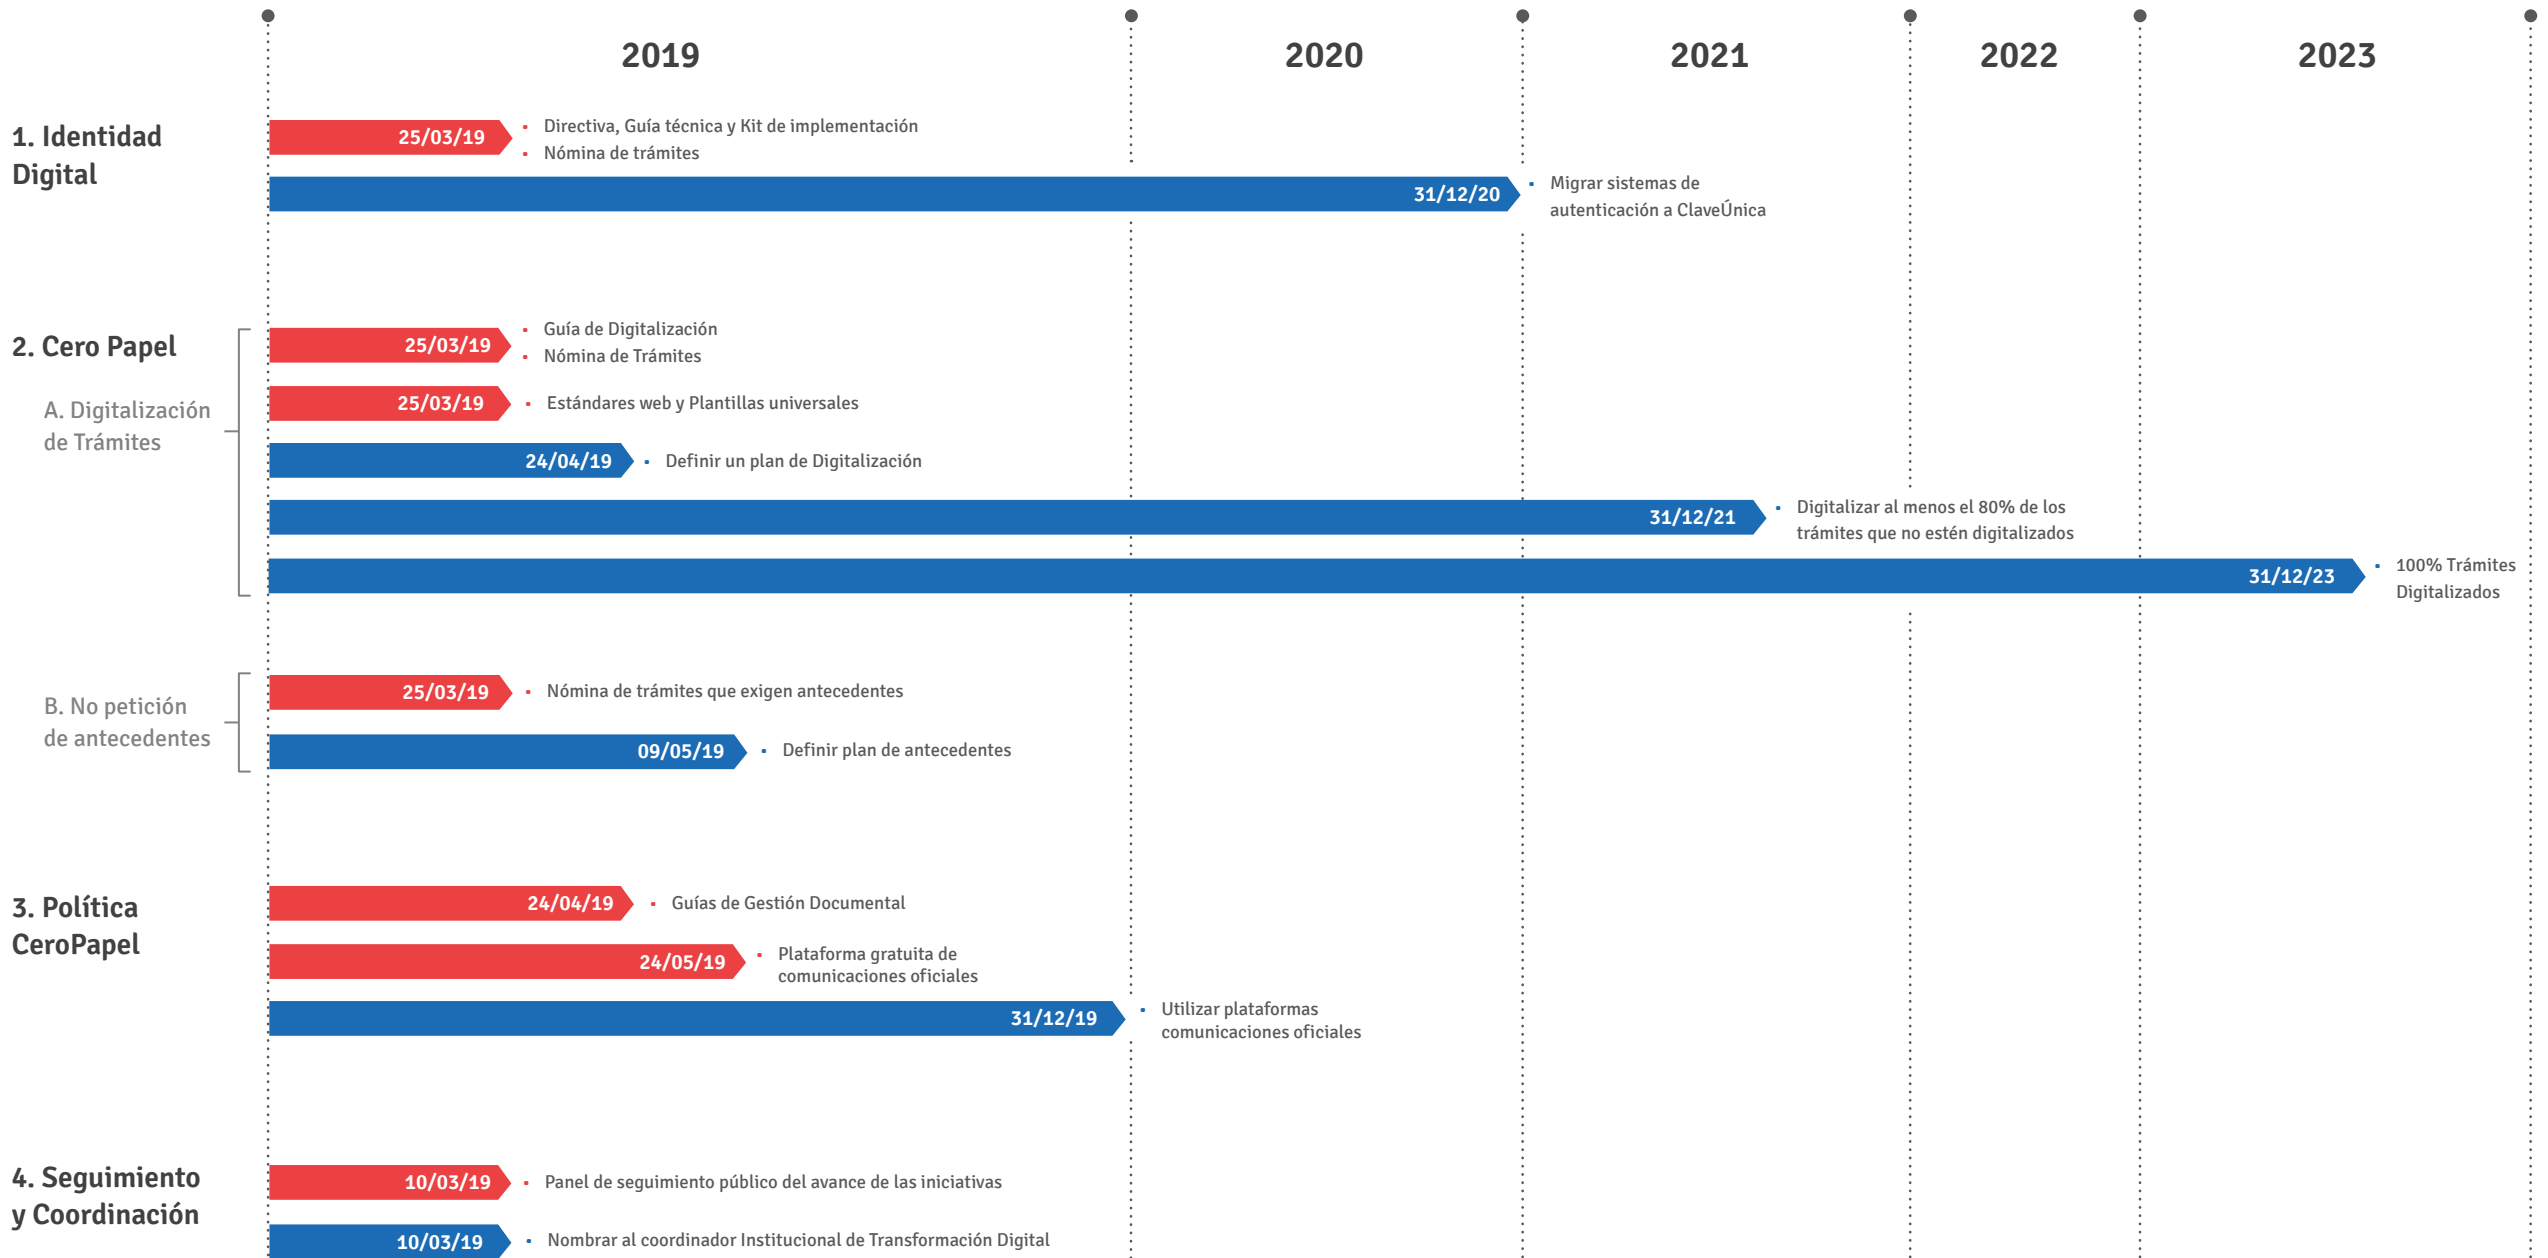 2019
2020
2021
2022
2023
1. Identidad
Digital
25/03/19
Directiva, Guía técnica y Kit de implementación
Nómina de trámites
31/12/20
Migrar sistemas de
autenticación a ClaveÚnica
2. Cero Papel
A. Digitalización
de Trámites
25/03/19
Guía de Digitalización
Nómina de Trámites
25/03/19
Estándares web y Plantillas universales
24/04/19
Definir un plan de Digitalización
31/12/21
Digitalizar al menos el 80% de los
trámites que no estén digitalizados
31/12/23
100% Trámites
Digitalizados
B. No petición
de antecedentes
25/03/19
Nómina de trámites que exigen antecedentes
09/05/19
Definir plan de antecedentes
3. Política
CeroPapel
24/04/19
Guías de Gestión Documental
24/05/19
Plataforma gratuita de
comunicaciones oficiales
31/12/19
Utilizar plataformas
comunicaciones oficiales
4. Seguimiento
y Coordinación
10/03/19
Panel de seguimiento público del avance de las iniciativas
10/03/19
Nombrar al coordinador Institucional de Transformación Digital